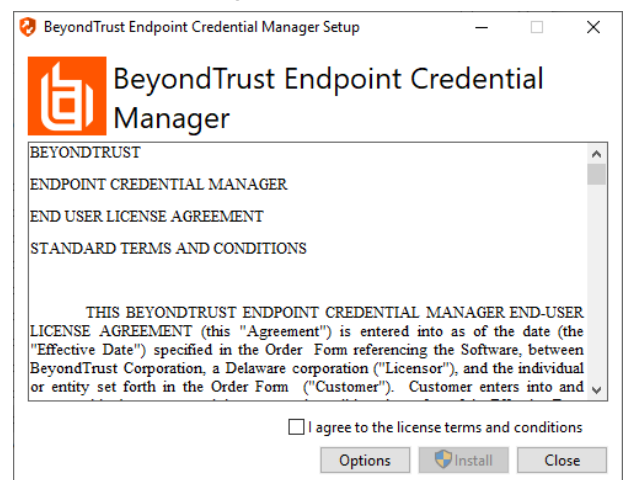 BeyondTrust Endpoint Credential Manager Setup
BeyondTrust Endpoint Credential
Manager
BEYONDTRUST
ENDPOINT CREDENTIAL MANAGER
END USER LICENSE AGREEMENT
STANDARD TERMS AND CONDITIONS
THIS BEYONDTRUST ENDPOINT CREDENTIAL MANAGER END-USER
LICENSE AGREEMENT (this "Agreement") is entered into as of the date (the
"Effective Date") specified in the Order Form referencing the Software, between
BeyondTrust Corporation, a Delaware corporation ("Licensor"), and the individual
or entity set forth in the Order Form ("Customer"). Customer enters into and
I agree to the license terms and conditions
Options
Install
Close